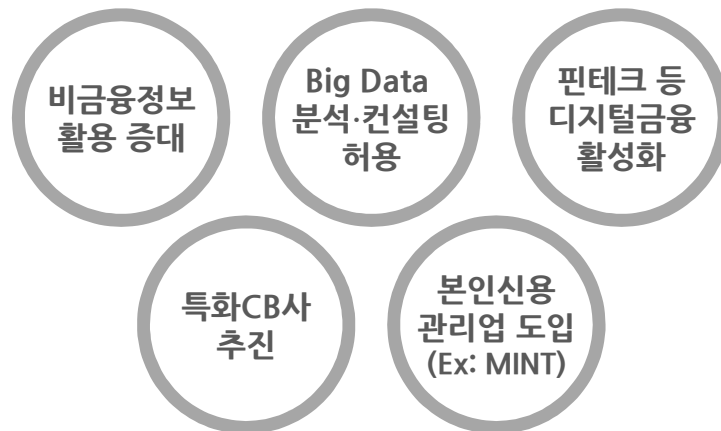 비금융정보
활용 증대
Big Data
분석·컨설팅
허용
핀테크 등
디지털금융
활성화
특화CB사
추진
본인신용
관리업 도입
(Ex: MINT)